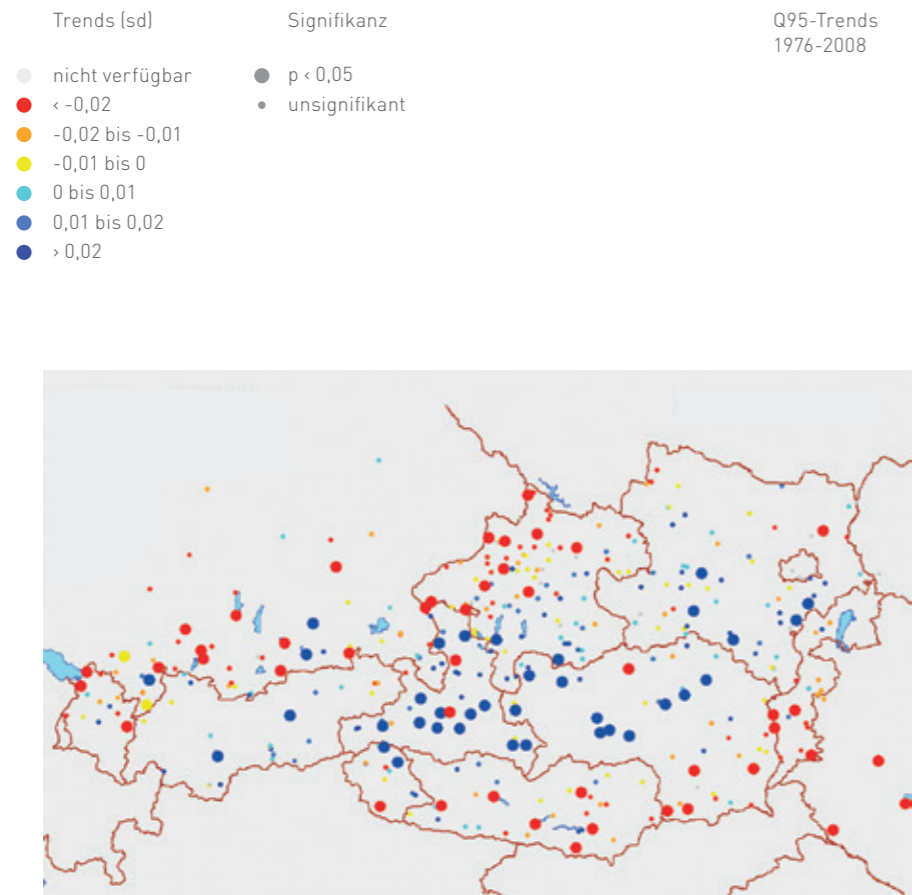 Trends (sd)
nicht verfügbar
‹ -0,02
-0,02 bis -0,01
-0,01 bis 0
0 bis 0,01
0,01 bis 0,02
› 0,02
Signifikanz
p ‹ 0,05
unsignifikant
Q95-Trends
1976-2008